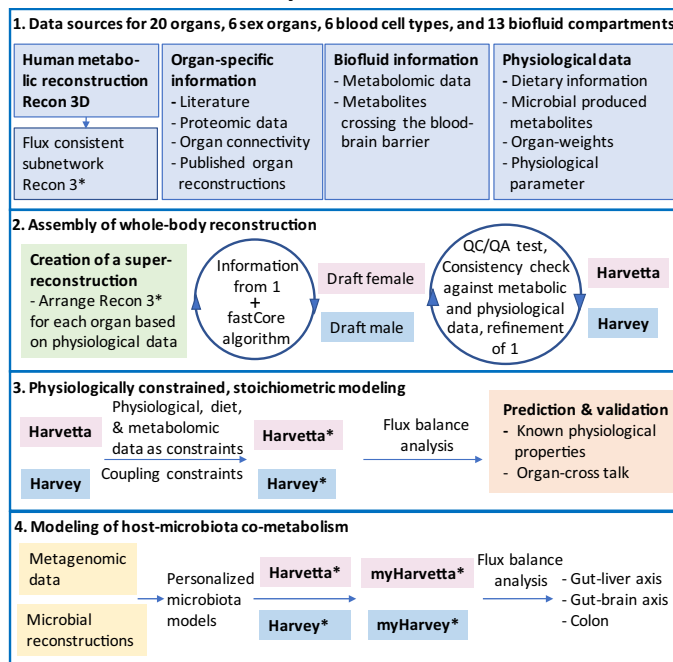 1. Data sources for 20 organs, 6 sex organs, 6 blood cell types, and 13 biofluid compartments
Human metabo-
lic reconstruction
Recon 3D
Flux consistent
subnetwork
Recon 3*
Organ-specific
information
- Literature
- Proteomic data
- Organ connectivity
- Published organ
reconstructions
Biofluid information
- Metabolomic data
- Metabolites
crossing the blood-
brain barrier
Physiological data
- Dietary information
- Microbial produced
metabolites
- Organ-weights
- Physiological
parameter
2. Assembly of whole-body reconstruction
Creation of a super-
reconstruction
- Arrange Recon 3*
for each organ based
on physiological data
Information
from 1
+
fastCore
algorithm
Draft female
Draft male
QC/QA test,
Consistency check
against metabolic
and physiological
data, refinement
of 1
Harvetta
Harvey
3. Physiologically constrained, stoichiometric modeling
Harvetta
Harvey
Physiological, diet,
& metabolomic
data as constraints
Coupling constraints
Harvetta*
Harvey*
Flux balance
analysis
Prediction & validation
- Known physiological
properties
- Organ-cross talk
4. Modeling of host-microbiota co-metabolism
Metagenomic
data
Microbial
reconstructions
Personalized
microbiota
models
Harvetta*
Harvey*
myHarvetta*
myHarvey*
Flux balance
analysis
- Gut-liver axis
- Gut-brain axis
- Colon